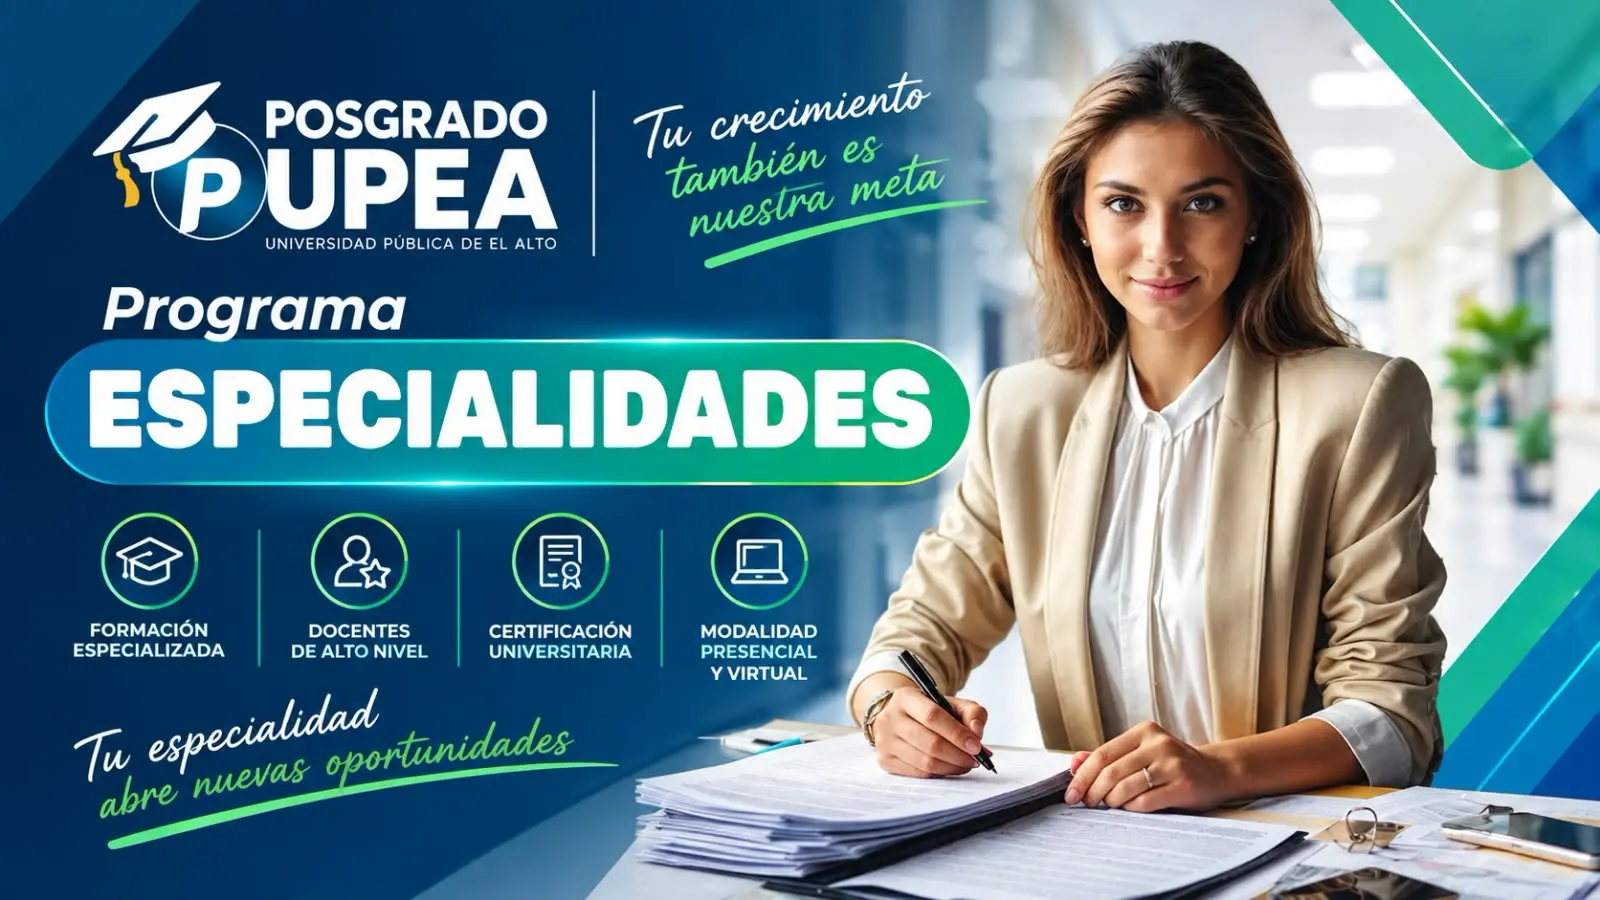 POSGRADO
UPEA
UNIVERSIDAD PÚBLICA DE EL ALTO
P
Tu crecimiento
también es
nuestra meta
Programa
ESPECIALIDADES
FORMACIÓN
ESPECIALIZADA
DOCENTES
DE ALTO NIVEL
CERTIFICACIÓN
UNIVERSITARIA
MODALIDAD
PRESENCIAL
Y VIRTUAL
Tu especialidad
abre nuevas oportunidades